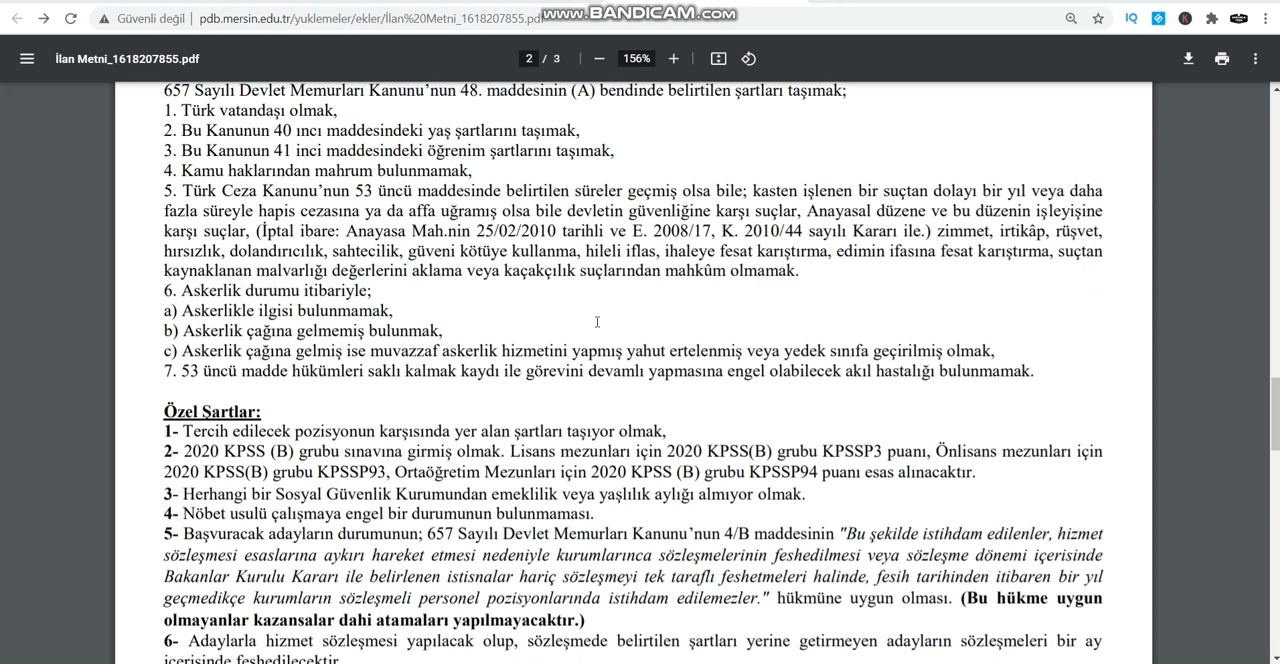 Güvenli değil | pdb.mersin.edu.tr/yuklemeler/ekler/İlan%20Metni_1618207855.pdf
www.BANDICAM.com
IQ
K
İlan Metni_1618207855.pdf
2 / 3
156%
657 Sayılı Devlet Memurları Kanunu’nun 48. maddesinin (A) bendinde belirtilen şartları taşımak;
1. Türk vatandaşı olmak,
2. Bu Kanunun 40 ıncı maddesindeki yaş şartlarını taşımak,
3. Bu Kanunun 41 inci maddesindeki öğrenim şartlarını taşımak,
4. Kamu haklarından mahrum bulunmamak,
5. Türk Ceza Kanunu’nun 53 üncü maddesinde belirtilen süreler geçmiş olsa bile; kasten işlenen bir suçtan dolayı bir yıl veya daha
fazla süreyle hapis cezasına ya da affa uğramış olsa bile devletin güvenliğine karşı suçlar, Anayasal düzene ve bu düzenin işleyişine
karşı suçlar, (İptal ibare: Anayasa Mah.nin 25/02/2010 tarihli ve E. 2008/17, K. 2010/44 sayılı Kararı ile.) zimmet, irtikâp, rüşvet,
hırsızlık, dolandırıcılık, sahtecilik, güveni kötüye kullanma, hileli iflas, ihaleye fesat karıştırma, edimin ifasına fesat karıştırma, suçtan
kaynaklanan malvarlığı değerlerini aklama veya kaçakçılık suçlarından mahkûm olmamak.
6. Askerlik durumu itibariyle;
a) Askerlikle ilgisi bulunmamak,
b) Askerlik çağına gelmemiş bulunmak,
c) Askerlik çağına gelmiş ise muvazzaf askerlik hizmetini yapmış yahut ertelenmiş veya yedek sınıfa geçirilmiş olmak,
7. 53 üncü madde hükümleri saklı kalmak kaydı ile görevini devamlı yapmasına engel olabilecek akıl hastalığı bulunmamak.
Özel Şartlar:
1- Tercih edilecek pozisyonun karşısında yer alan şartları taşıyor olmak,
2- 2020 KPSS (B) grubu sınavına girmiş olmak. Lisans mezunları için 2020 KPSS(B) grubu KPSSP3 puanı, Önlisans mezunları için
2020 KPSS(B) grubu KPSSP93, Ortaöğretim Mezunları için 2020 KPSS (B) grubu KPSSP94 puanı esas alınacaktır.
3- Herhangi bir Sosyal Güvenlik Kurumundan emeklilik veya yaşlılık aylığı almıyor olmak.
4- Nöbet usulü çalışmaya engel bir durumunun bulunmaması.
5- Başvuracak adayların durumunun; 657 Sayılı Devlet Memurları Kanunu’nun 4/B maddesinin "Bu şekilde istihdam edilenler, hizmet
sözleşmesi esaslarına aykırı hareket etmesi nedeniyle kurumlarınca sözleşmelerinin feshedilmesi veya sözleşme dönemi içerisinde
Bakanlar Kurulu Kararı ile belirlenen istisnalar hariç sözleşmeyi tek taraflı feshetmeleri halinde, fesih tarihinden itibaren bir yıl
geçmedikçe kurumların sözleşmeli personel pozisyonlarında istihdam edilemezler." hükmüne uygun olması. (Bu hükme uygun
olmayanlar kazansalar dahi atamaları yapılmayacaktır.)
6- Adaylarla hizmet sözleşmesi yapılacak olup, sözleşmede belirtilen şartları yerine getirmeyen adayların sözleşmeleri bir ay
içerisinde feshedilecektir.